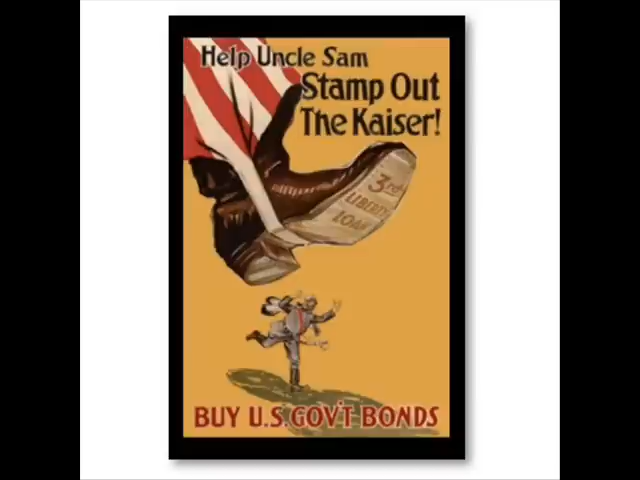 Help Uncle Sam
Stamp Out
The Kaiser!
3rd
LIBERTY
LOAN
BUY U.S. GOV'T BONDS